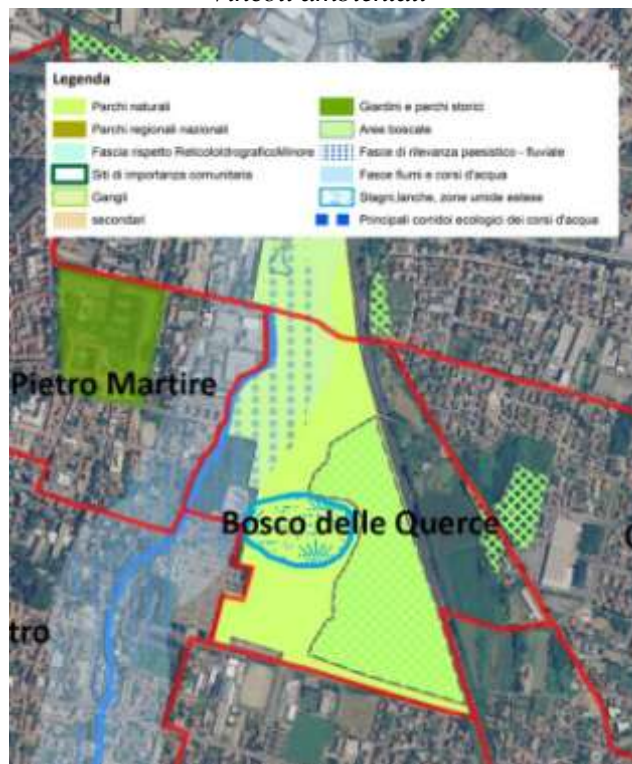 Vincoli ambientali
Legenda
Parchi naturali
Parchi regionali nazionali
Fascia rispetto ReticoloIdrograficoMinore
Siti di importanza comunitaria
Gangli
secondari
Giardini e parchi storici
Aree boscate
Fasce di rilevanza paesistico - fluviale
Fasce fiumi e corsi d'acqua
Stagni,lanche, zone umide estese
Principali corridoi ecologici dei corsi d'acqua
Pietro Martire
Bosco delle Querce
tro